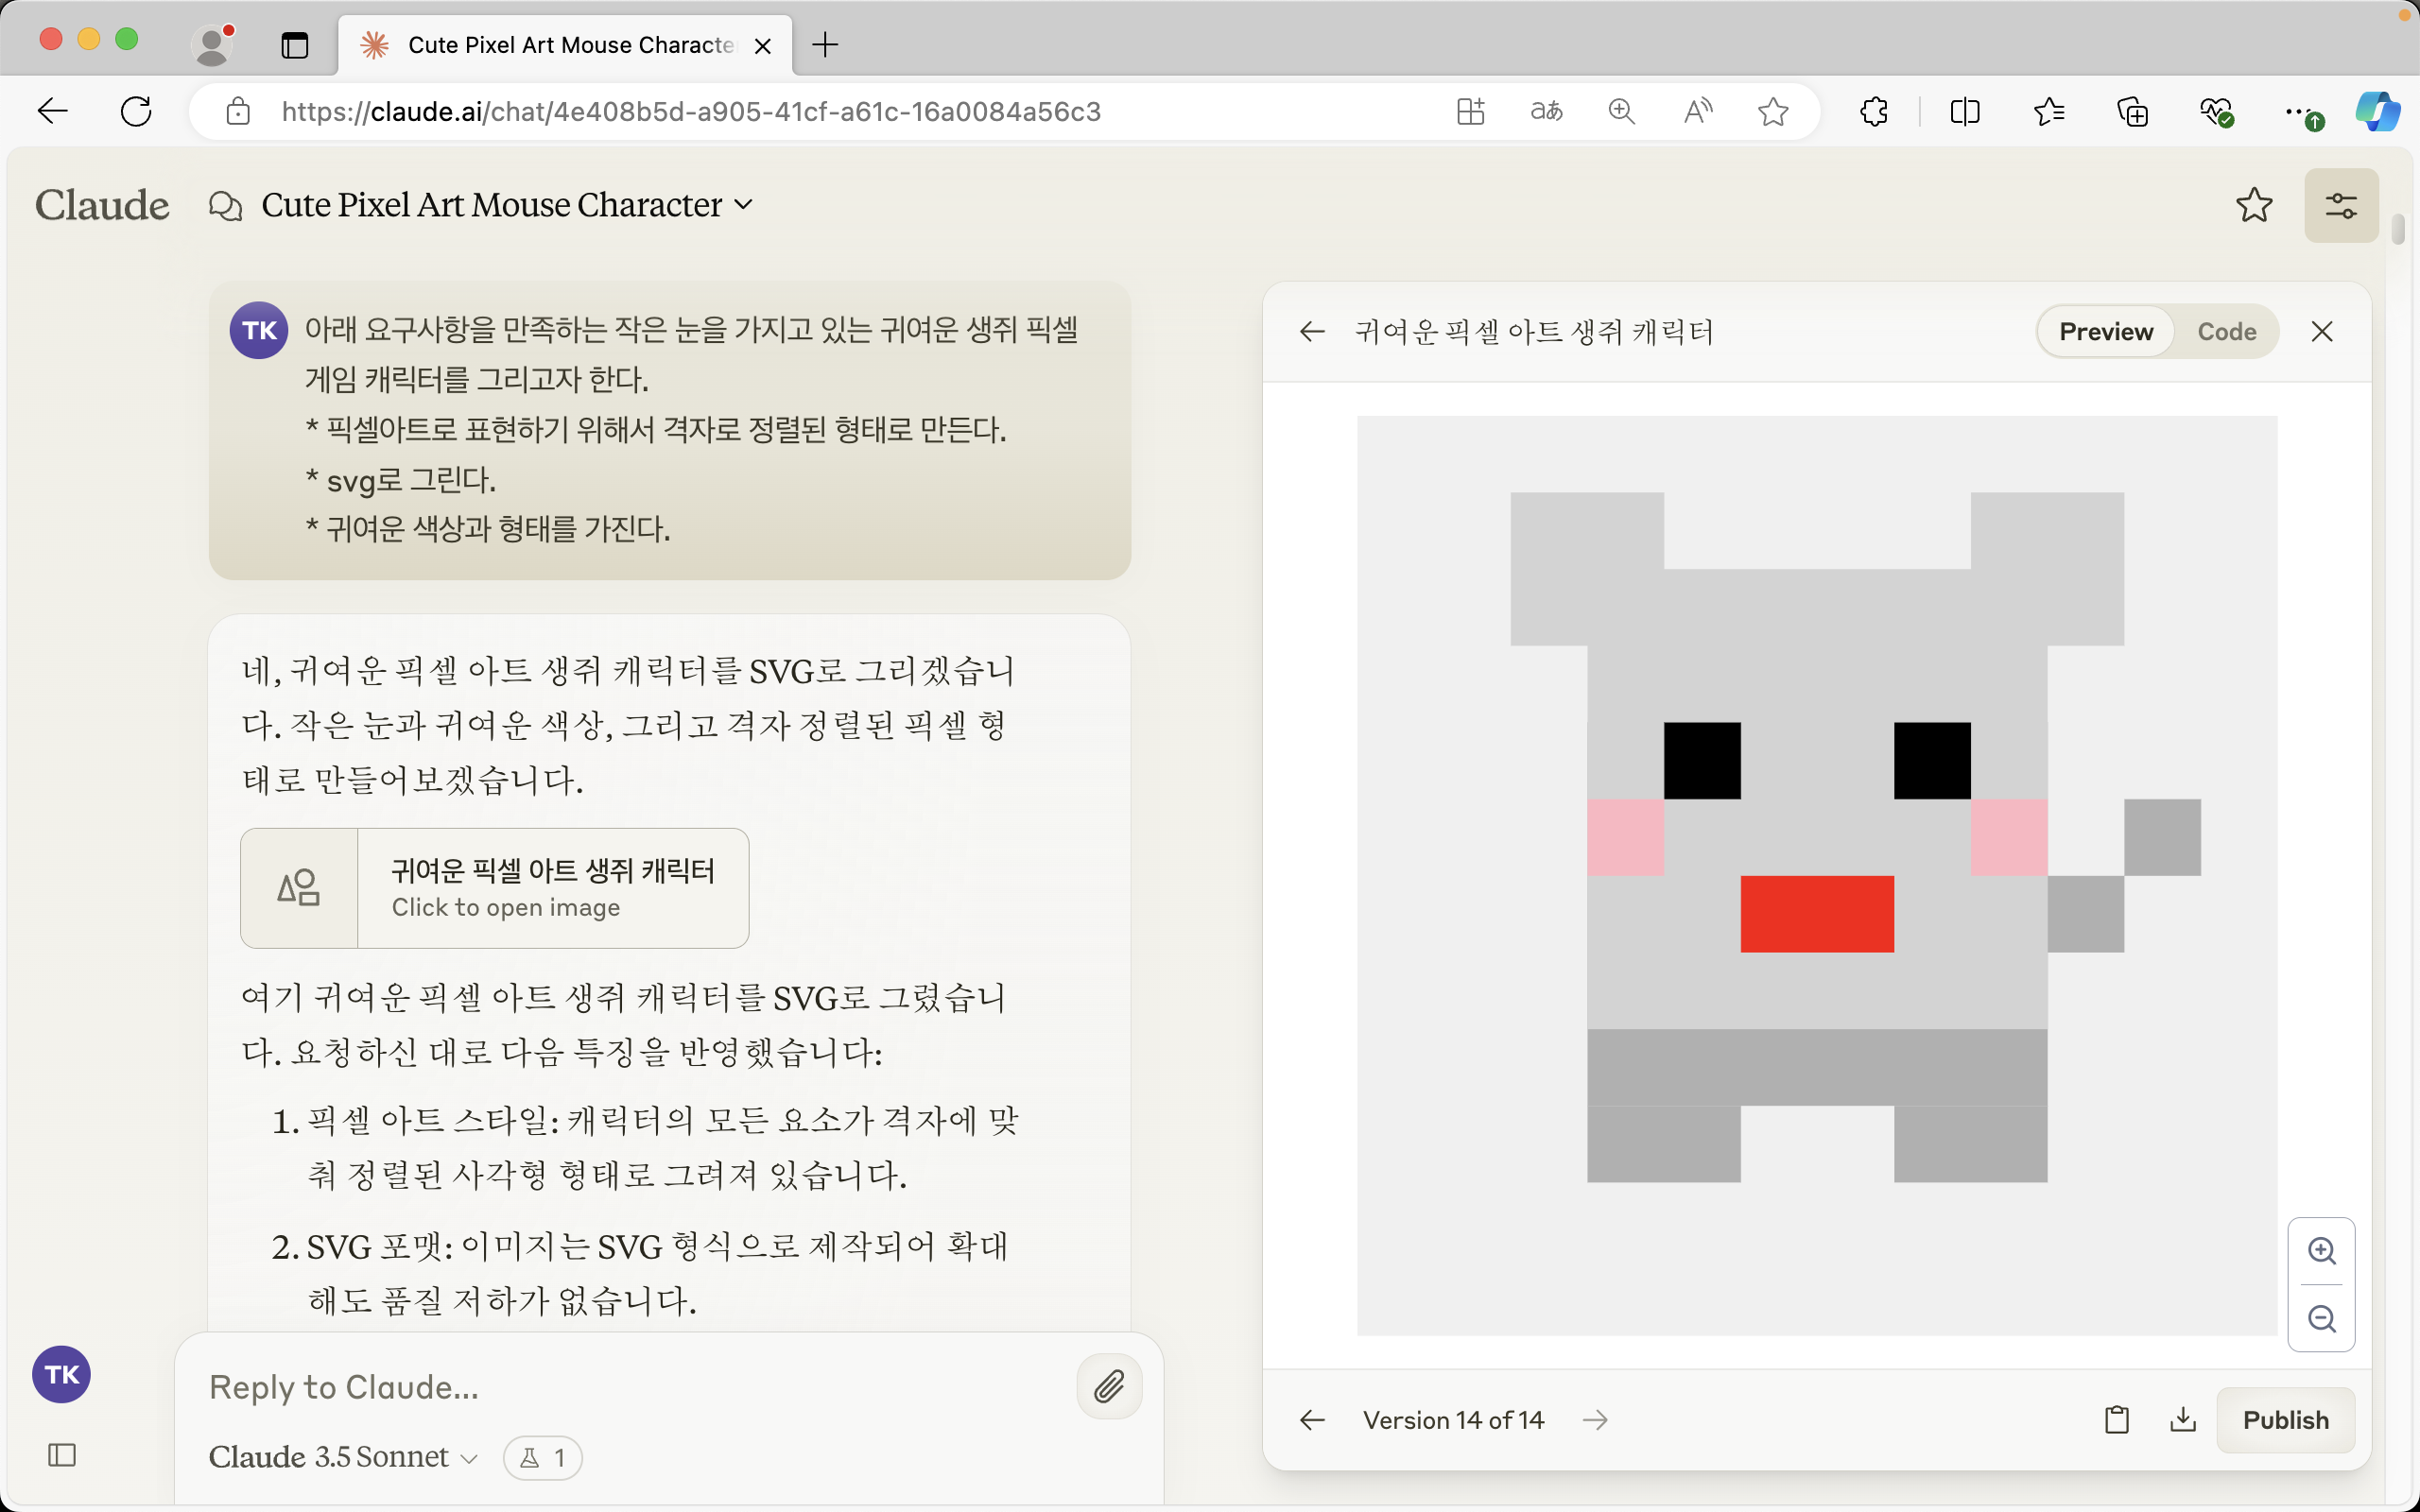 Cute Pixel Art Mouse Characte
https://claude.ai/chat/4e408b5d-a905-41cf-a61c-16a0084a56c3
Claude
Cute Pixel Art Mouse Character
TK
아래 요구사항을 만족하는 작은 눈을 가지고 있는 귀여운 생쥐 픽셀
게임 캐릭터를 그리고자 한다.
* 픽셀아트로 표현하기 위해서 격자로 정렬된 형태로 만든다.
* svg로 그린다.
* 귀여운 색상과 형태를 가진다.
네, 귀여운 픽셀 아트 생쥐 캐릭터를 SVG로 그리겠습니
다. 작은 눈과 귀여운 색상, 그리고 격자 정렬된 픽셀 형
태로 만들어보겠습니다.
귀여운 픽셀 아트 생쥐 캐릭터
Click to open image
여기 귀여운 픽셀 아트 생쥐 캐릭터를 SVG로 그렸습니
다. 요청하신 대로 다음 특징을 반영했습니다:
1. 픽셀 아트 스타일: 캐릭터의 모든 요소가 격자에 맞
춰 정렬된 사각형 형태로 그려져 있습니다.
2. SVG 포맷: 이미지는 SVG 형식으로 제작되어 확대
해도 품질 저하가 없습니다.
TK
Reply to Claude...
Claude 3.5 Sonnet
1
귀여운 픽셀 아트 생쥐 캐릭터
Preview
Code
Version 14 of 14
Publish